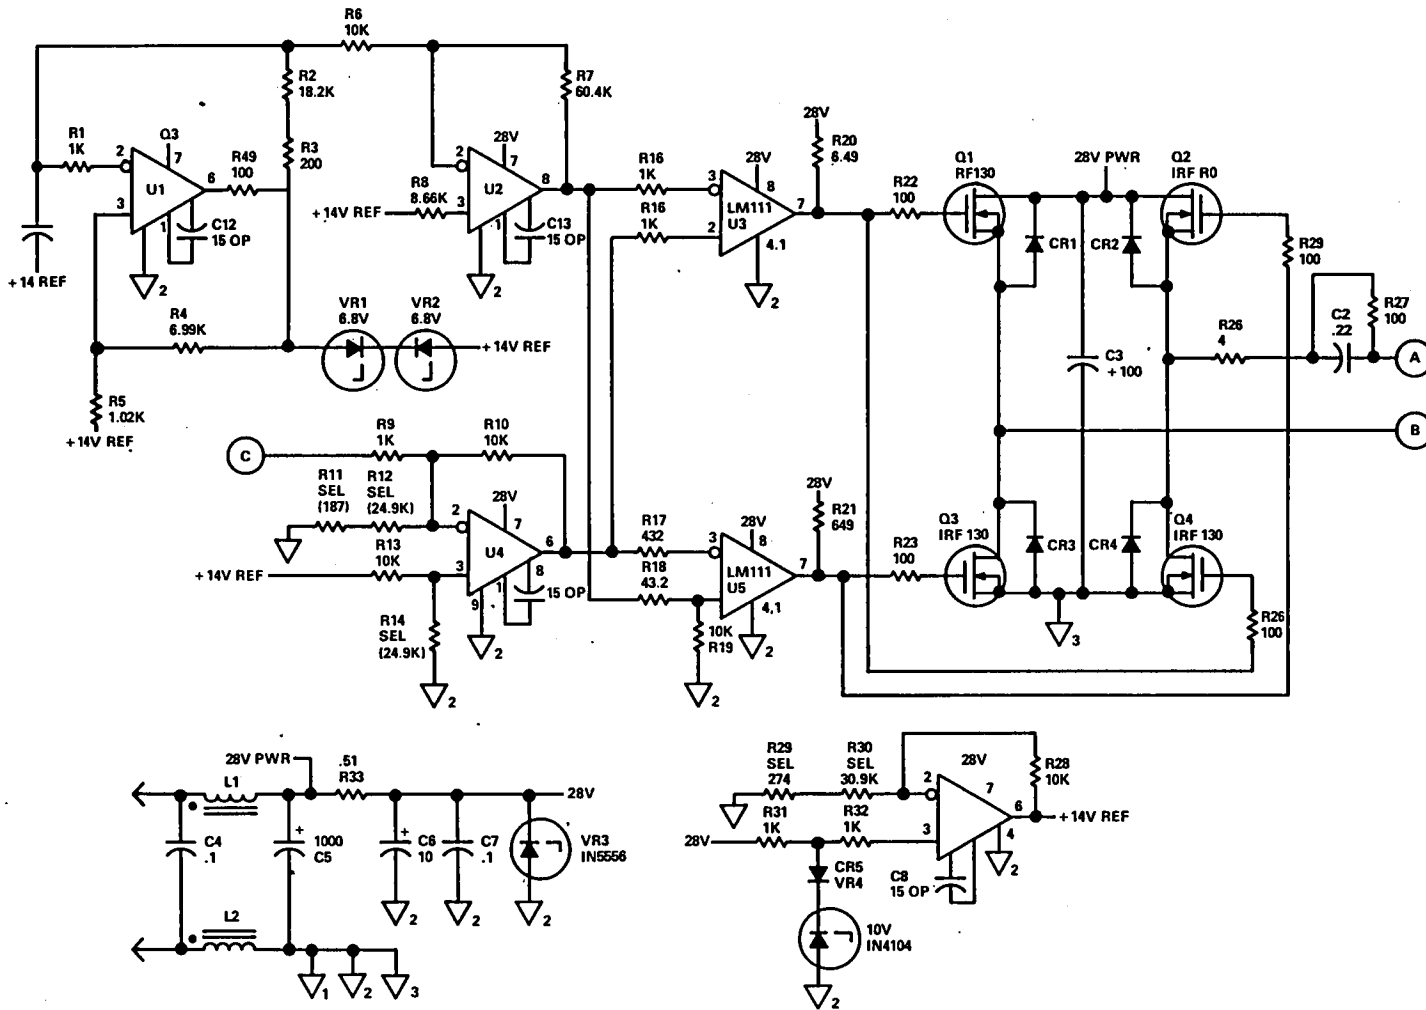 R6
10K
R2
18.2K
R7
60.4K
R1
1K
2
Q3
7
U1
6
R49
100
R3
200
3
1
C12
15 OP
2
+ 14 REF
R4
6.99K
R5
1.02K
+ 14V REF
VR1
6.8V
VR2
6.8V
+ 14V REF
2
28V
7
U2
8
R8
8.66K
+ 14V REF
3
1
C13
15 OP
2
R16
1K
R16
1K
3
28V
8
LM111
U3
7
2
4.1
2
28V
R20
6.49
R22
100
Q1
RF130
28V PWR
Q2
IRF R0
CR1
CR2
R29
100
C3
+ 100
R26
4
C2
.22
R27
100
A
B
C
R9
1K
R10
10K
R11
SEL
(187)
R12
SEL
(24.9K)
2
28V
7
U4
6
R13
10K
+ 14V REF
3
9
1
8
15 OP
2
R14
SEL
(24.9K)
2
R17
432
R18
43.2
3
28V
8
LM111
U5
7
4,1
2
10K
R19
2
28V
R21
649
R23
100
Q3
IRF 130
CR3
CR4
Q4
IRF 130
3
R26
100
28V PWR
.51
R33
L1
28V
C4
.1
+
1000
C5
+
C6
10
C7
.1
VR3
IN5556
2
2
2
L2
1
2
3
R29
SEL
274
R30
SEL
30.9K
2
28V
7
R28
10K
6
+ 14V REF
R31
1K
R32
1K
28V
3
4
2
CR5
VR4
C8
15 OP
10V
IN4104
2